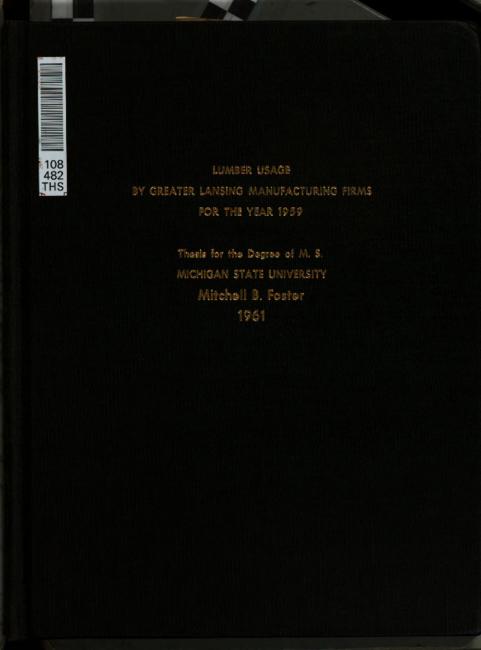 108
482
THS
LUMBER USAGE
BY GREATER LANSING MANUFACTURING FIRMS
FOR THE YEAR 1959
Thesis for the Degree of M. S.
MICHIGAN STATE UNIVERSITY
Mitchell B. Foster
1961